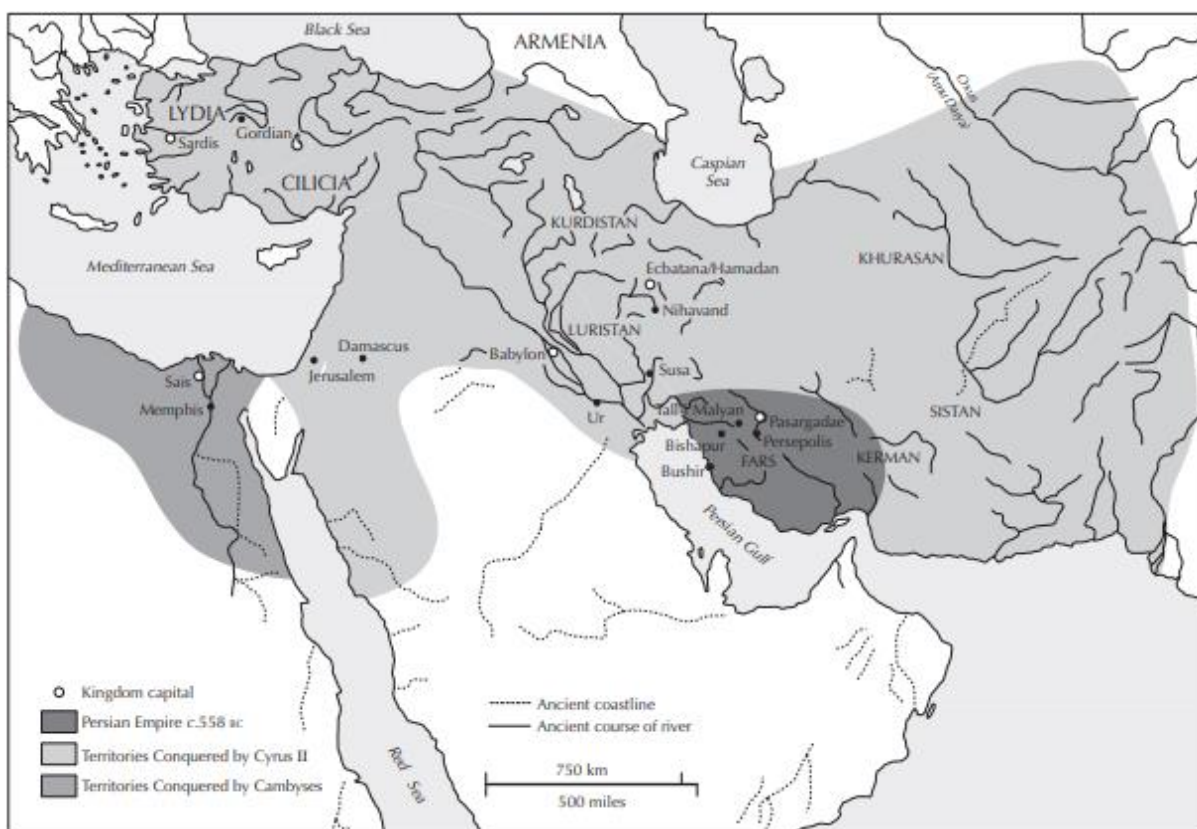 Black Sea
ARMENIA
Oxus
(Amu Darya)
LYDIA
Gordian
Sardis
CILICIA
Caspian
Sea
KURDISTAN
KHURASAN
Mediterranean Sea
Ecbatana/Hamadan
Nihavand
LURISTAN
Damascus
Babylon
Jerusalem
Susa
Sais
Memphis
Ur
Tall-i Malyan
Pasargadae
SISTAN
Persepolis
Bishapur
FARS
KERMAN
Bushir
Persian Gulf
Red Sea
Kingdom capital
Persian Empire c.558 BC
Territories Conquered by Cyrus II
Territories Conquered by Cambyses
Ancient coastline
Ancient course of river
750 km
500 miles